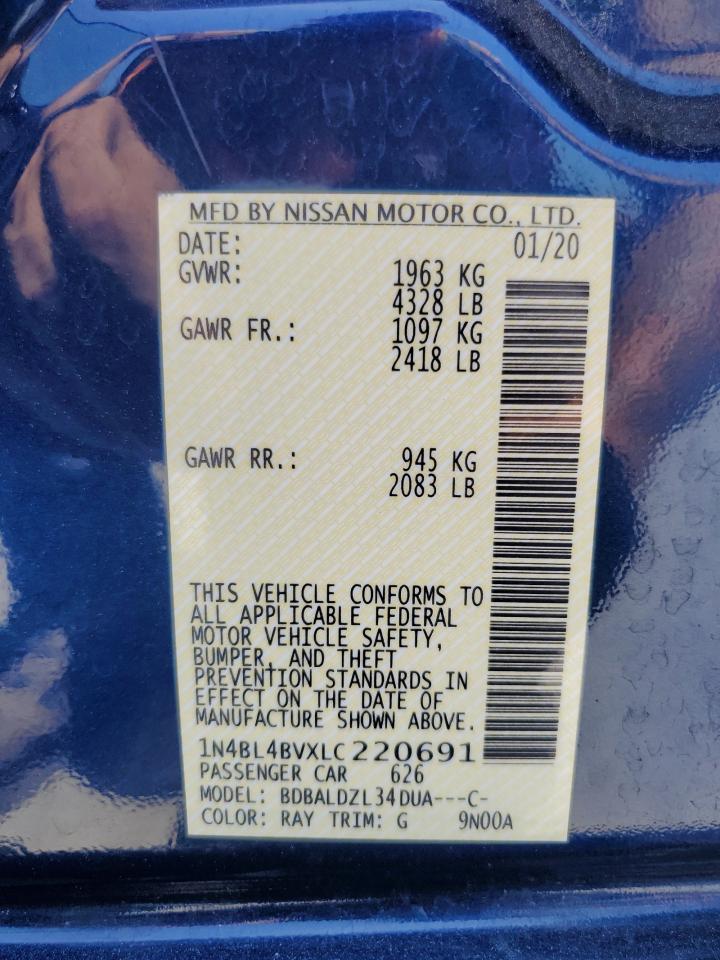 MFD BY NISSAN MOTOR CO., LTD.
DATE: 01/20
GVWR: 1963 KG
4328 LB
GAWR FR.: 1097 KG
2418 LB
GAWR RR.: 945 KG
2083 LB
THIS VEHICLE CONFORMS TO
ALL APPLICABLE FEDERAL
MOTOR VEHICLE SAFETY,
BUMPER, AND THEFT
PREVENTION STANDARDS IN
EFFECT ON THE DATE OF
MANUFACTURE SHOWN ABOVE.
1N4BL4BVXLC220691
PASSENGER CAR 626
MODEL: BDBALDZL34DUA---C-
COLOR: RAY TRIM: G 9N00A